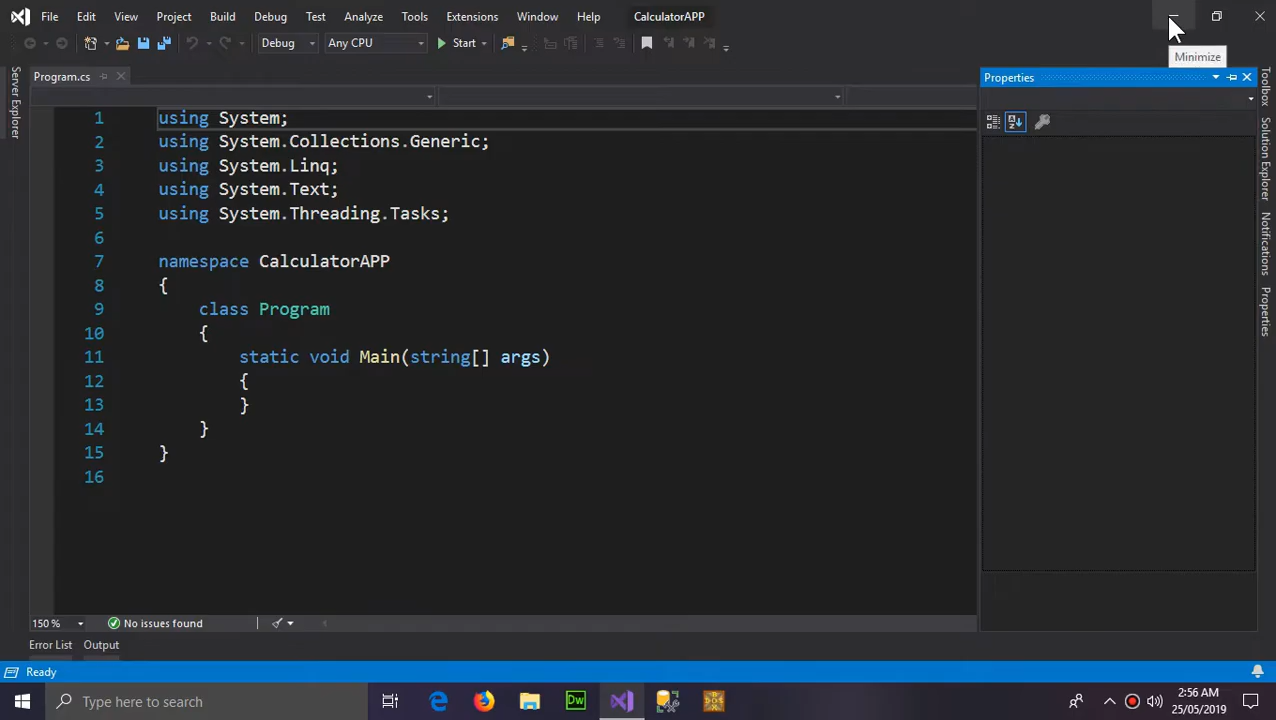 File Edit View Project Build Debug Test Analyze Tools Extensions Window Help CalculatorAPP
Debug Any CPU Start
Minimize
Program.cs
Properties
Server Explorer
Toolbox
Solution Explorer
Notifications
Properties
1 using System;
2 using System.Collections.Generic;
3 using System.Linq;
4 using System.Text;
5 using System.Threading.Tasks;
6
7 namespace CalculatorAPP
8 {
9 class Program
10 {
11 static void Main(string[] args)
12 {
13 }
14 }
15 }
16
150 % No issues found
Error List Output
Ready
Type here to search
Dw
2:56 AM
25/05/2019